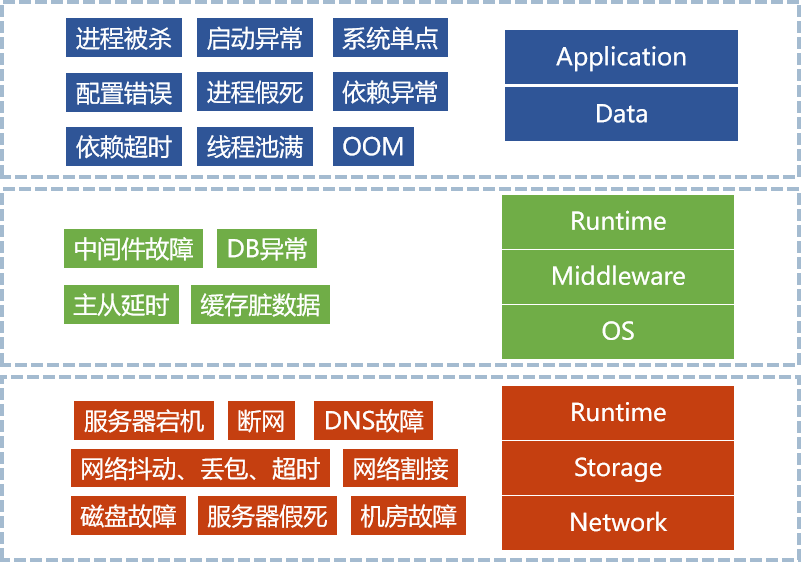 进程被杀 启动异常 系统单点
配置错误 进程假死 依赖异常
依赖超时 线程池满 OOM
Application
Data
中间件故障 DB异常
主从延时 缓存脏数据
Runtime
Middleware
OS
服务器宕机 断网 DNS故障
网络抖动、丢包、超时 网络割接
磁盘故障 服务器假死 机房故障
Runtime
Storage
Network